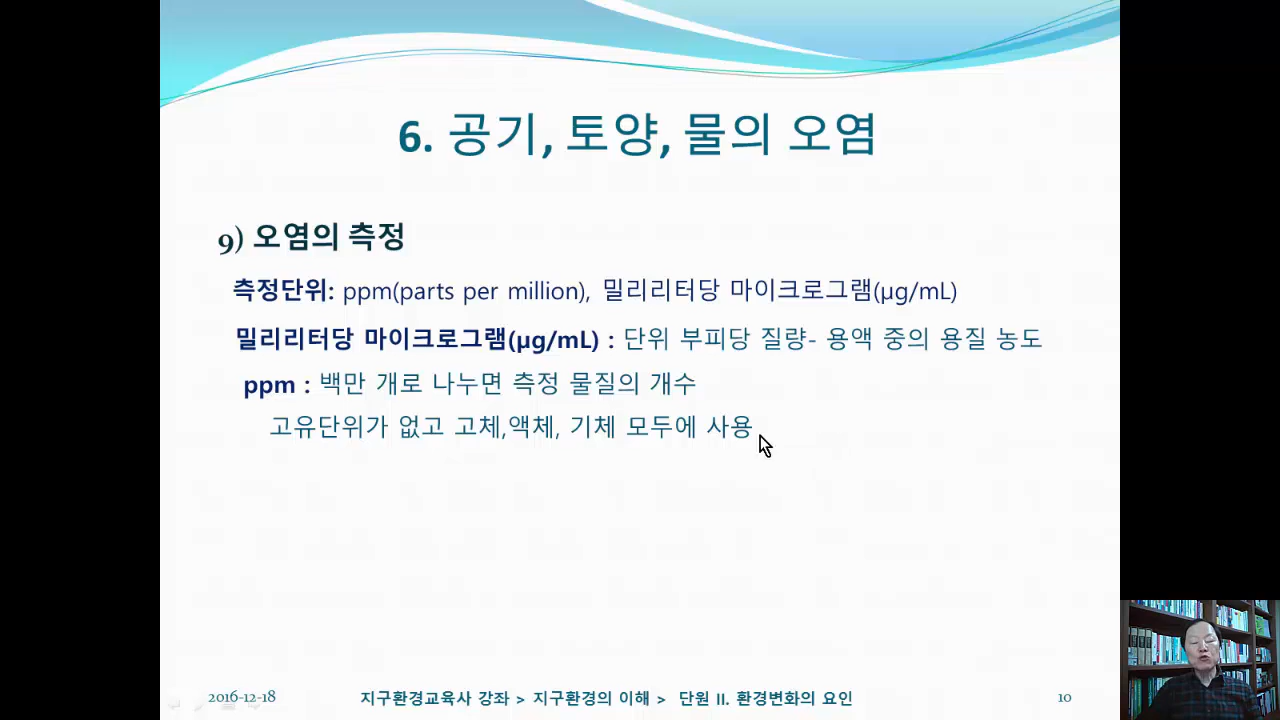 6. 공기, 토양, 물의 오염
9) 오염의 측정
측정단위: ppm(parts per million), 밀리리터당 마이크로그램(μg/mL)
밀리리터당 마이크로그램(μg/mL) : 단위 부피당 질량- 용액 중의 용질 농도
ppm : 백만 개로 나누면 측정 물질의 개수
고유단위가 없고 고체,액체, 기체 모두에 사용
2016-12-18
지구환경교육사 강좌 > 지구환경의 이해 > 단원 II. 환경변화의 요인
10